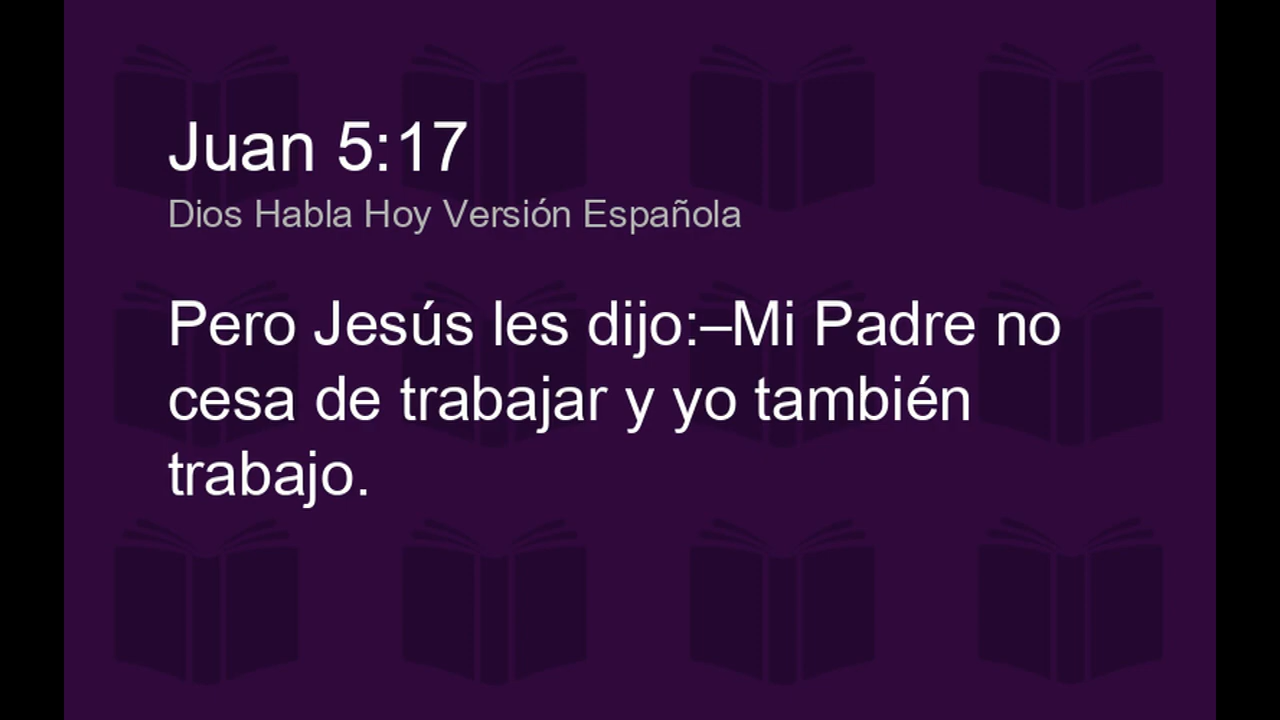 Juan 5:17
Dios Habla Hoy Versión Española
Pero Jesús les dijo:–Mi Padre no
cesa de trabajar y yo también
trabajo.